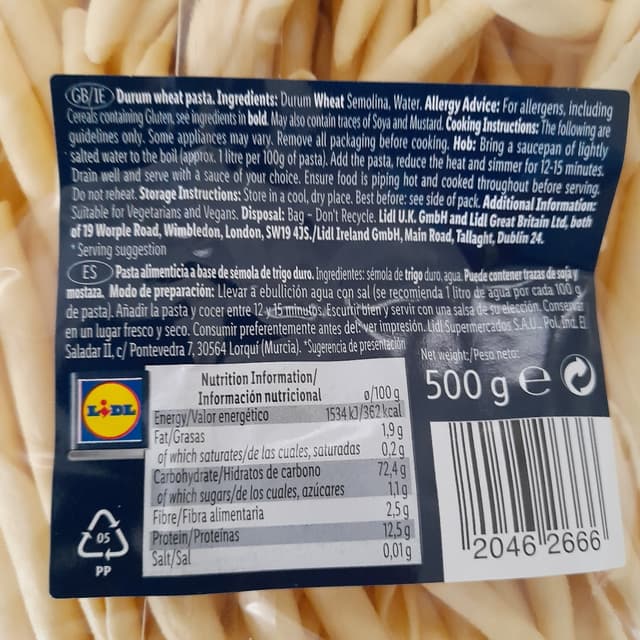 GB/IE Durum wheat pasta. Ingredients: Durum Wheat Semolina, Water. Allergy Advice: For allergens, including
Cereals containing Gluten, see ingredients in bold. May also contain traces of Soya and Mustard. Cooking Instructions: The following are
guidelines only. Some appliances may vary. Remove all packaging before cooking. Hob: Bring a saucepan of lightly
salted water to the boil (approx. 1 litre per 100g of pasta). Add the pasta, reduce the heat and simmer for 12-15 minutes.
Drain well and serve with a sauce of your choice. Ensure food is piping hot and cooked throughout before serving.
Do not reheat. Storage Instructions: Store in a cool, dry place. Best before: see side of pack. Additional Information:
Suitable for Vegetarians and Vegans. Disposal: Bag - Don't Recycle. Lidl U.K. GmbH and Lidl Great Britain Ltd, both
of 19 Worple Road, Wimbledon, London, SW19 4JS./Lidl Ireland GmbH, Main Road, Tallaght, Dublin 24.
* Serving suggestion
ES Pasta alimenticia a base de sémola de trigo duro. Ingredientes: sémola de trigo duro, agua. Puede contener trazas de soja y
mostaza. Modo de preparación: Llevar a ebullición agua con sal (se recomienda 1 litro de agua por cada 100 g
de pasta). Añadir la pasta y cocer entre 12 y 15 minutos. Escurrir bien y servir con una salsa de su elección. Conservar
en un lugar fresco y seco. Consumir preferentemente antes del: ver impresión. Lidl Supermercados S.A.U., Pol. Ind. El
Saladar II, c/ Pontevedra 7, 30564 Lorquí (Murcia). *Sugerencia de presentación
Net weight:/Peso neto:
500 g e
LIDL
Nutrition Information/
Información nutricional ø/100 g
Energy/Valor energético 1534 kJ/362 kcal
Fat/Grasas 1,9 g
of which saturates/de las cuales, saturadas 0,2 g
Carbohydrate/Hidratos de carbono 72,4 g
of which sugars/de los cuales, azúcares 1,1 g
Fibre/Fibra alimentaria 2,5 g
Protein/Proteínas 12,5 g
Salt/Sal 0,01 g
05
PP
2046 2666